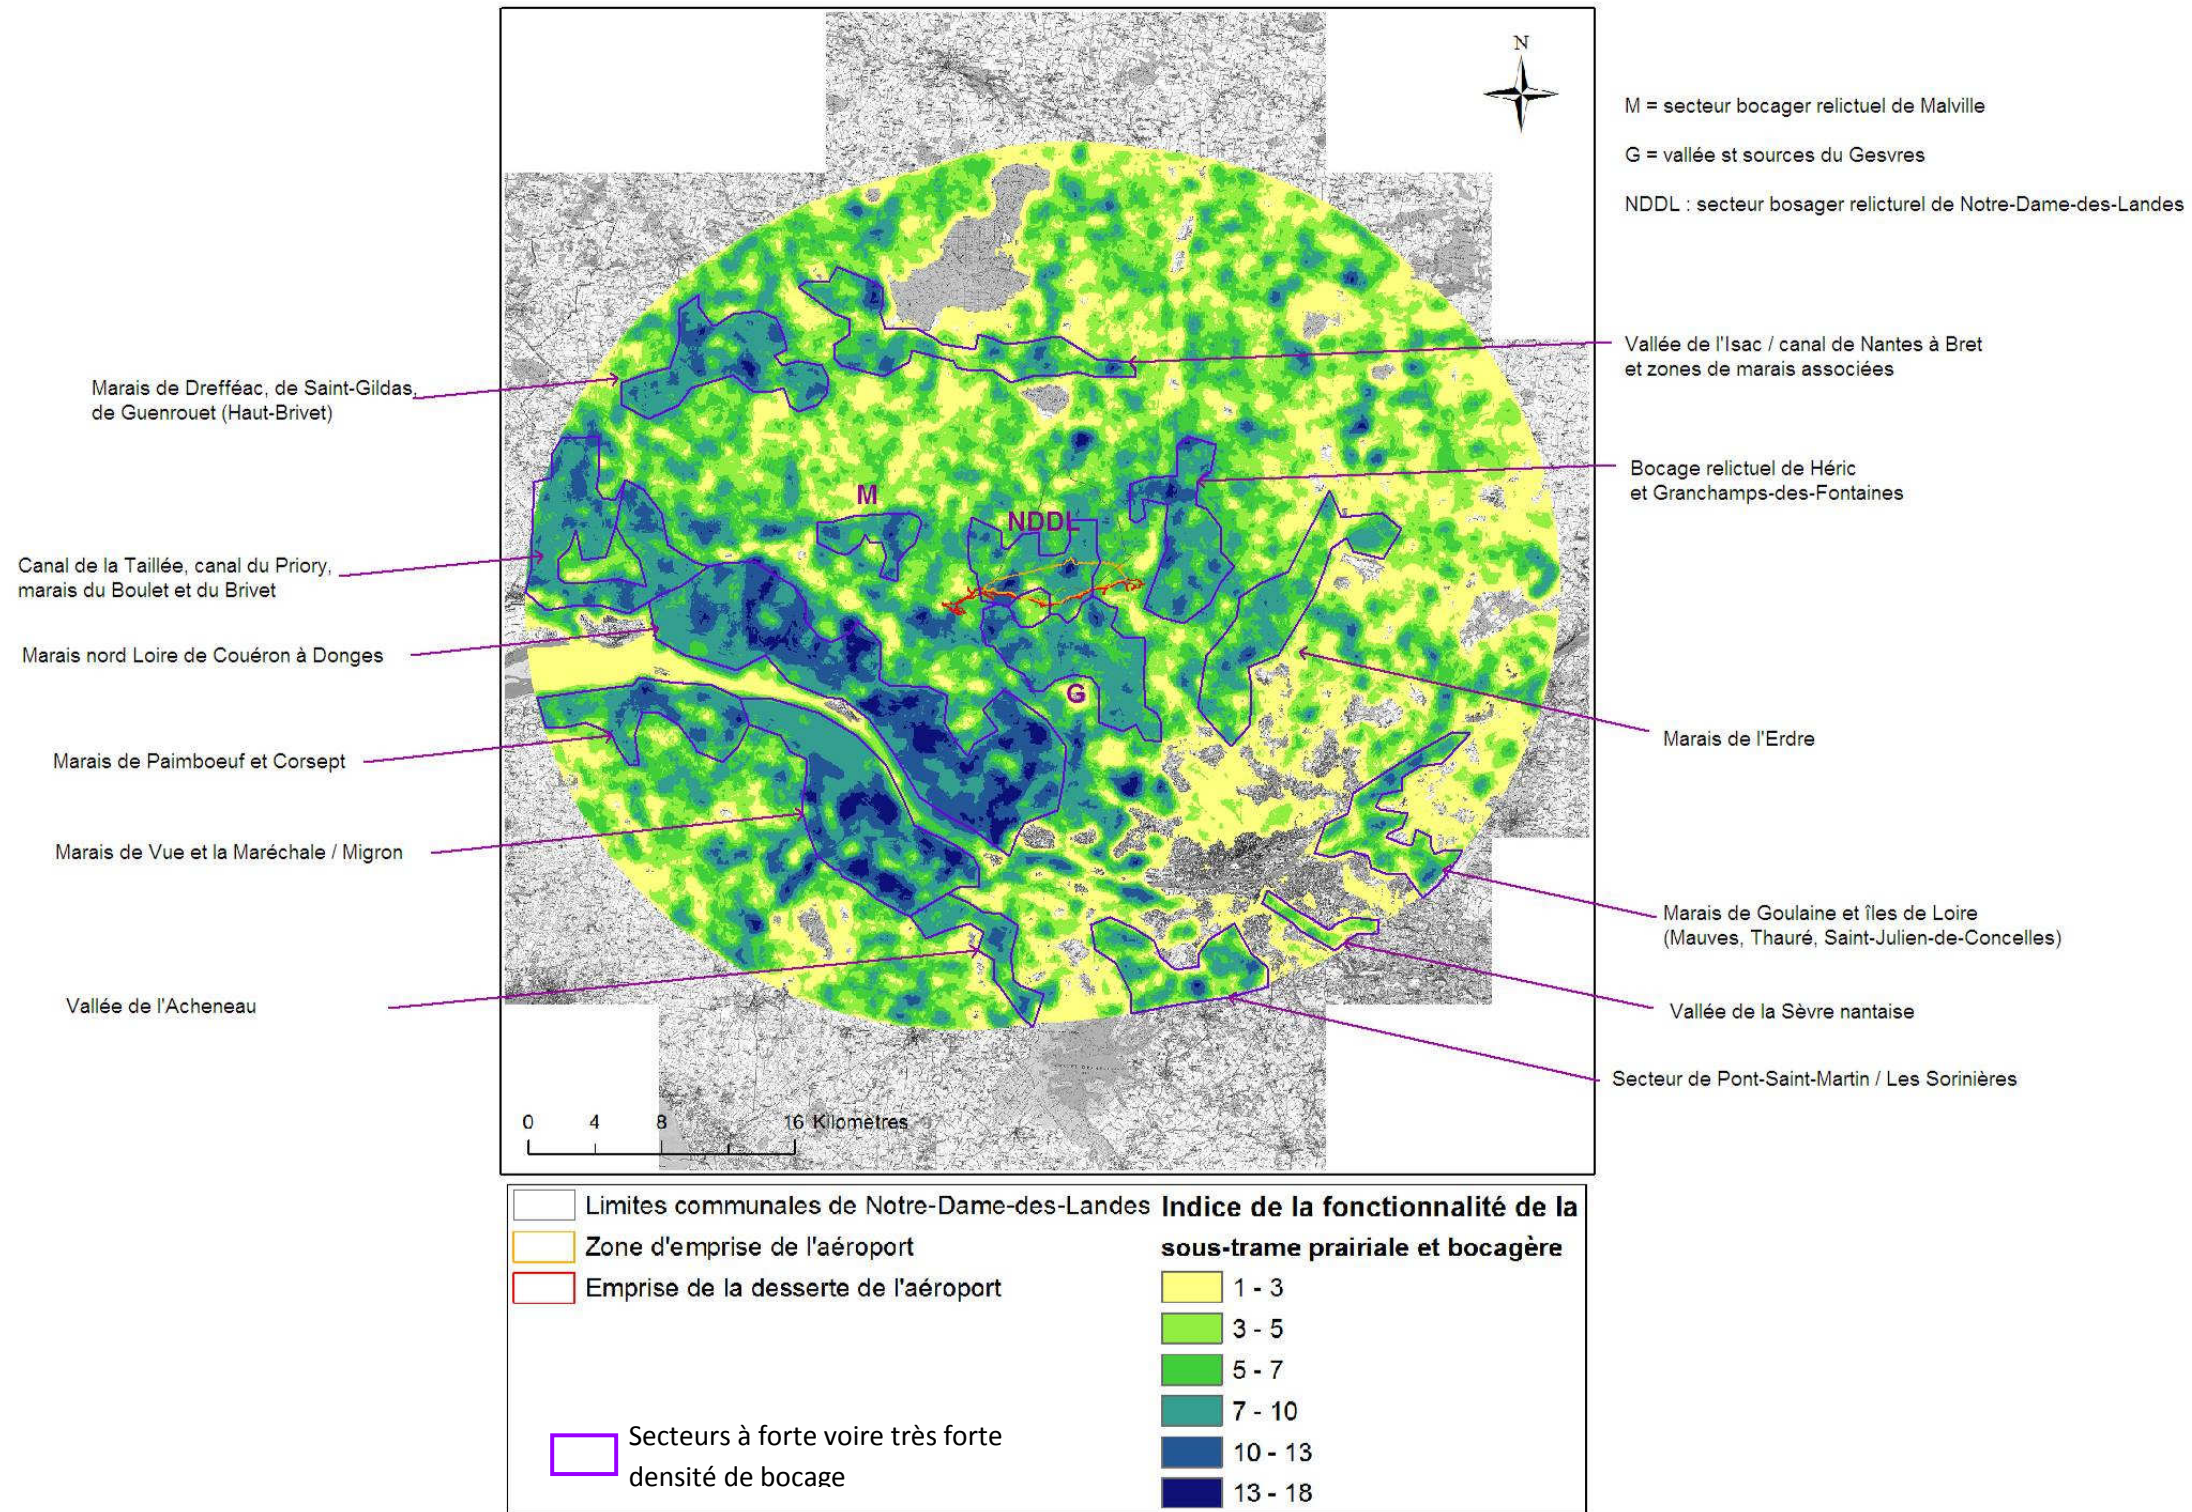 N
M = secteur bocager relictuel de Malville
G = vallée st sources du Gesvres
NDDL : secteur bosager relicturel de Notre-Dame-des-Landes
Marais de Drefféac, de Saint-Gildas,
de Guenrouet (Haut-Brivet)
Canal de la Taillée, canal du Priory,
marais du Boulet et du Brivet
Marais nord Loire de Couéron à Donges
Marais de Paimboeuf et Corsept
Marais de Vue et la Maréchale / Migron
Vallée de l'Acheneau
M
NDDL
G
Vallée de l'Isac / canal de Nantes à Bret
et zones de marais associées
Bocage relictuel de Héric
et Granchamps-des-Fontaines
Marais de l'Erdre
Marais de Goulaine et îles de Loire
(Mauves, Thauré, Saint-Julien-de-Concelles)
Vallée de la Sèvre nantaise
Secteur de Pont-Saint-Martin / Les Sorinières
0 4 8 16 Kilomètres
Limites communales de Notre-Dame-des-Landes
Zone d'emprise de l'aéroport
Emprise de la desserte de l'aéroport
Secteurs à forte voire très forte
densité de bocage
Indice de la fonctionnalité de la
sous-trame prairiale et bocagère
1 - 3
3 - 5
5 - 7
7 - 10
10 - 13
13 - 18